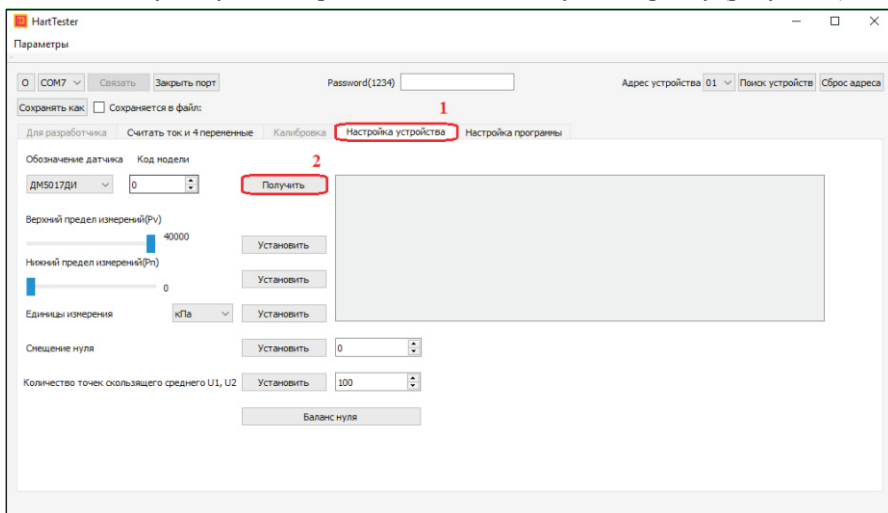 HartTester
Параметры
О COM7 Связать Закрыть порт Password(1234) Адрес устройства 01 Поиск устройств Сброс адреса
Сохранять как Сохраняется в файл:
1
Для разработчика Считать ток и 4 переменные Калибровка Настройка устройства Настройка программы
Обозначение датчика Код модели
2
ДМ5017ДИ 0 Получить
Верхний предел измерений(Pv)
40000
Установить
Нижний предел измерений(Pn)
Установить
0
Единицы измерения кПа Установить
Смещение нуля Установить 0
Количество точек скользящего среднего U1, U2 Установить 100
Баланс нуля